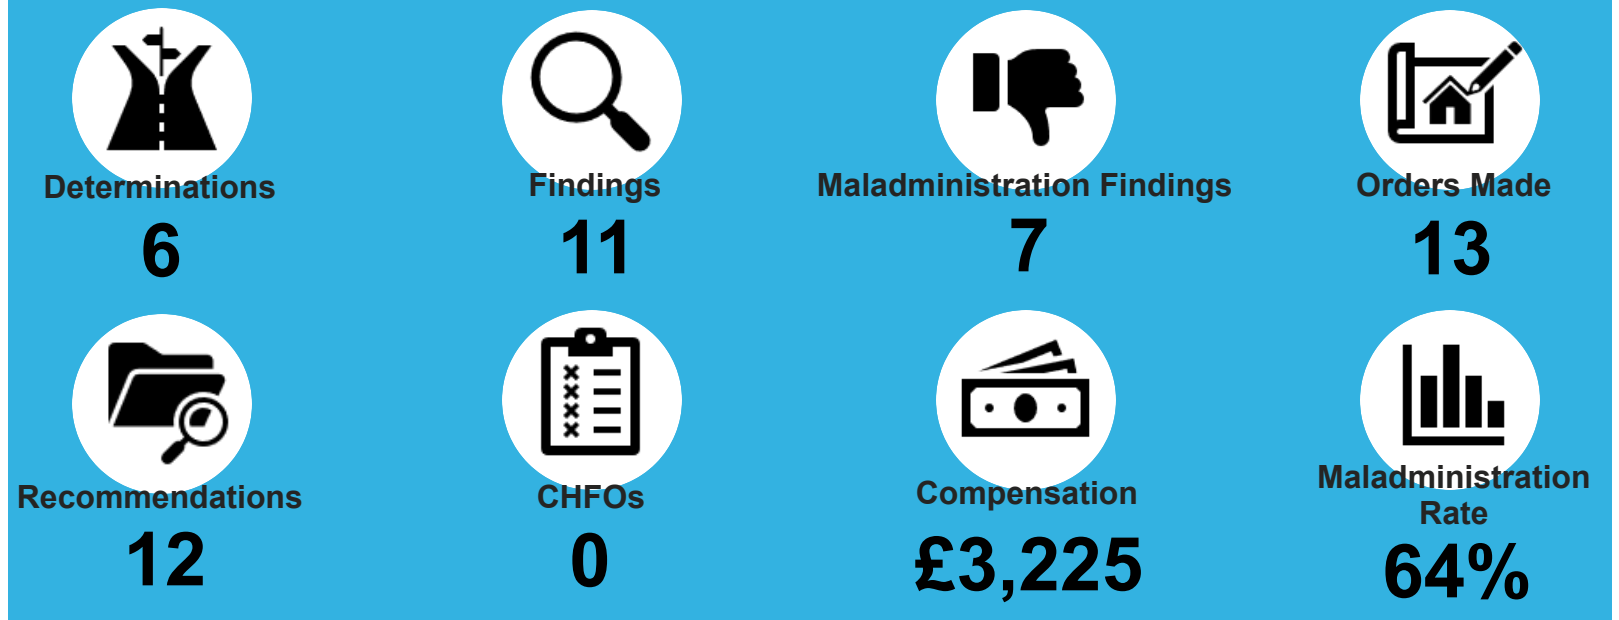 Determinations
6
Findings
11
Maladministration Findings
7
Orders Made
13
Recommendations
12
CHFOs
0
Compensation
£3,225
Maladministration
Rate
64%